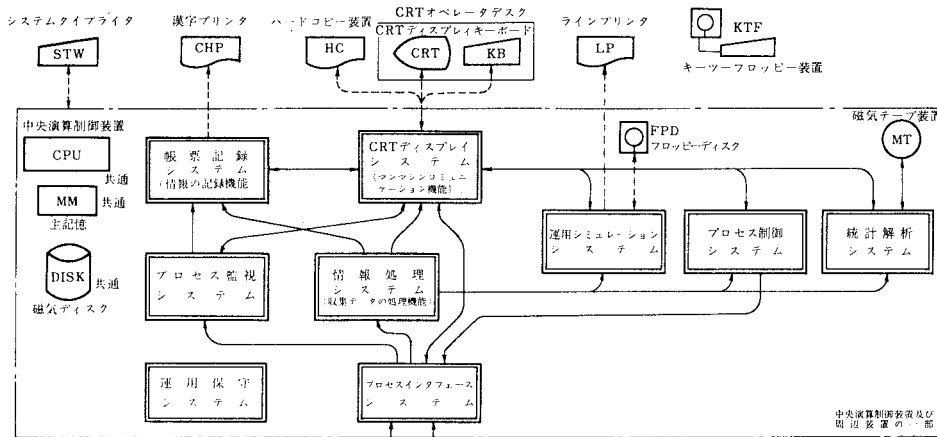 システムタイプライタ
STW
漢字プリンタ
CHP
ハードコピー装置
HC
CRTオペレータデスク
CRTディスプレイキーボード
CRT
KB
ラインプリンタ
LP
KTF
キーツーフロッピー装置
中央演算制御装置
CPU
共通
MM
共通
主記憶
DISK
共通
磁気ディスク
帳票記録
システム
(情報の記録機能)
CRTディスプレイ
システム
(マンマシンコミュニ
ケーション機能)
FPD
フロッピーディスク
磁気テープ装置
MT
運用シミュレーション
システム
プロセス制御
システム
統計解析
システム
プロセス監視
システム
情報処理
システム
(収集データの処理機能)
運用保守
システム
プロセスインタフェース
システム
中央演算制御装置及び
周辺装置の一部